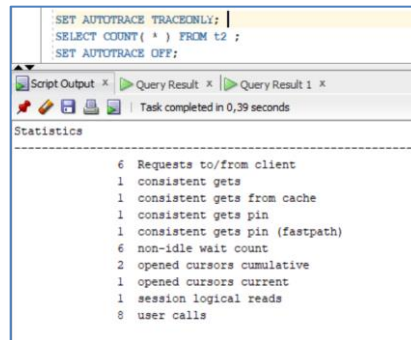 SET AUTOTRACE TRACEONLY;
SELECT COUNT( * ) FROM t2 ;
SET AUTOTRACE OFF;
Script Output x Query Result x Query Result 1 x
Task completed in 0,39 seconds
Statistics
-----------------------------------------------------------
6 Requests to/from client
1 consistent gets
1 consistent gets from cache
1 consistent gets pin
1 consistent gets pin (fastpath)
6 non-idle wait count
2 opened cursors cumulative
1 opened cursors current
1 session logical reads
8 user calls